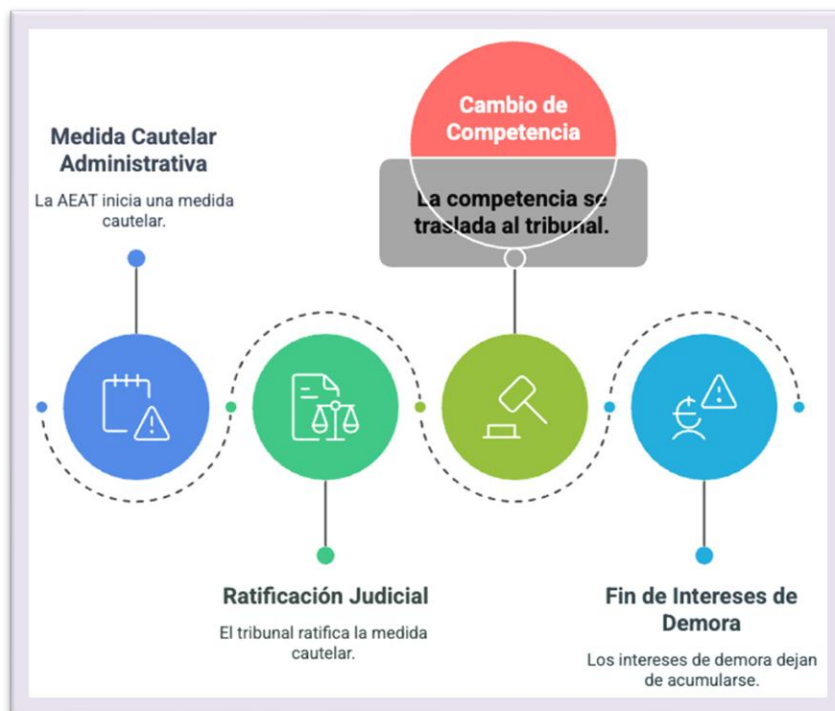 Medida Cautelar
Administrativa
La AEAT inicia una medida
cautelar.
Cambio de
Competencia
La competencia se
traslada al tribunal.
Ratificación Judicial
El tribunal ratifica la medida
cautelar.
Fin de Intereses de
Demora
Los intereses de demora dejan
de acumularse.